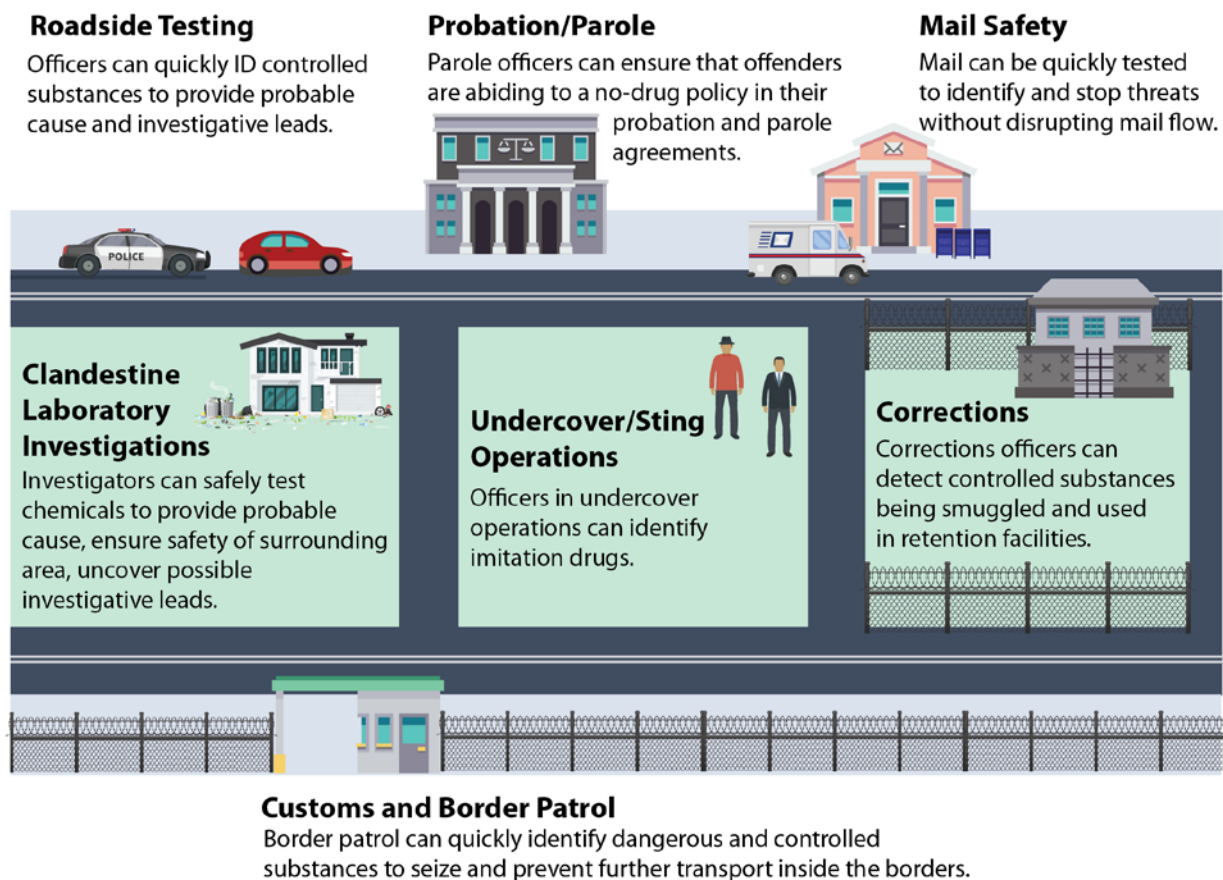 Roadside Testing
Officers can quickly ID controlled
substances to provide probable
cause and investigative leads.
Probation/Parole
Parole officers can ensure that offenders
are abiding to a no-drug policy in their
probation and parole
agreements.
Mail Safety
Mail can be quickly tested
to identify and stop threats
without disrupting mail flow.
POLICE
Clandestine
Laboratory
Investigations
Investigators can safely test
chemicals to provide probable
cause, ensure safety of surrounding
area, uncover possible
investigative leads.
Undercover/Sting
Operations
Officers in undercover
operations can identify
imitation drugs.
Corrections
Corrections officers can
detect controlled substances
being smuggled and used
in retention facilities.
Customs and Border Patrol
Border patrol can quickly identify dangerous and controlled
substances to seize and prevent further transport inside the borders.